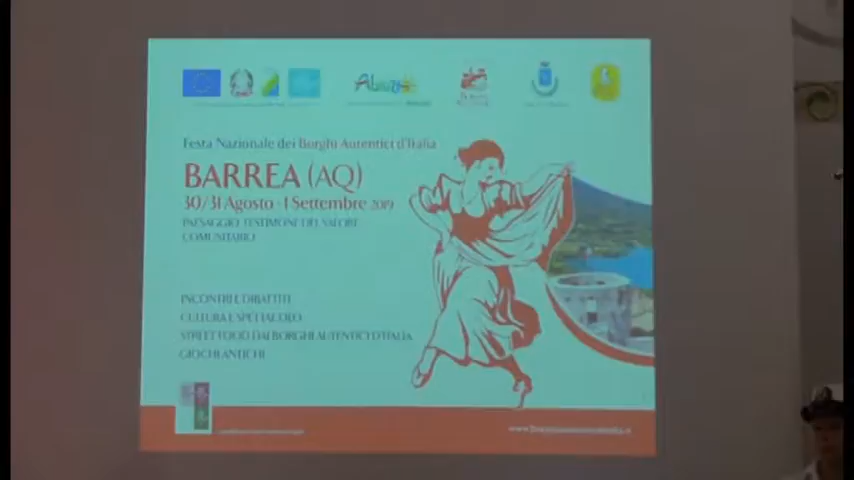 Abruzzo
Festa Nazionale dei Borghi Autentici d'Italia
BARREA (AQ)
30/31 Agosto - 1 Settembre 2019
PAESAGGIO: TESTIMONE DEL VALORE
COMUNITARIO
INCONTRI E DIBATTITI
CULTURA E SPETTACOLO
STREET FOOD DAI BORGHI AUTENTICI D'ITALIA
GIOCHI ANTICHI